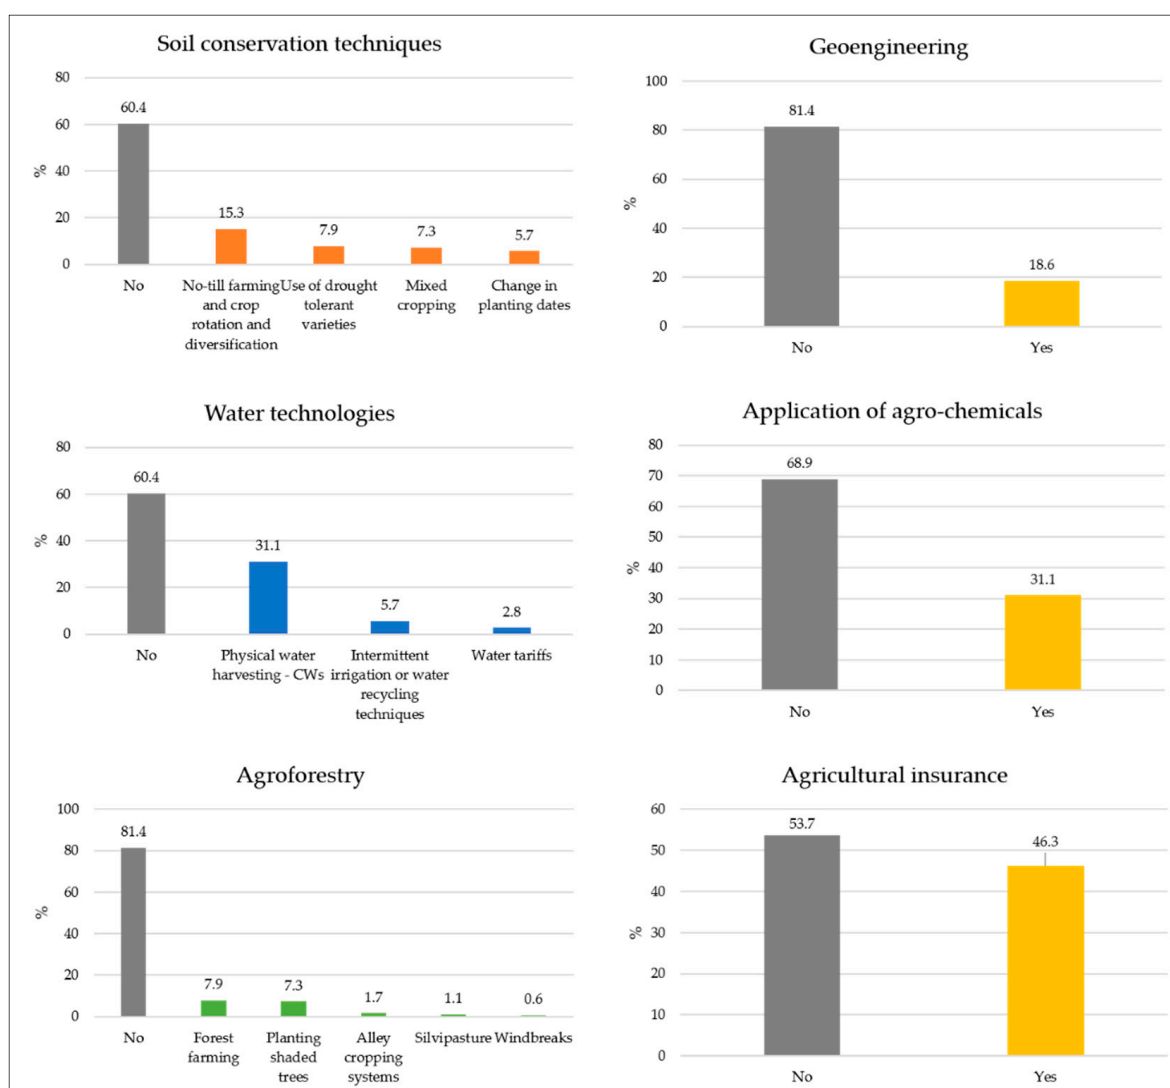 Soil conservation techniques
80
60
40
20
0
%
60.4
15.3
7.9
7.3
5.7
No
No-till farming
and crop
rotation and
diversification
Use of drought
tolerant
varieties
Mixed
cropping
Change in
planting dates
Geoengineering
100
80
60
40
20
0
%
81.4
18.6
No
Yes
Water technologies
80
60
40
20
0
%
60.4
31.1
5.7
2.8
No
Physical water
harvesting - CWs
Intermittent
irrigation or water
recycling
techniques
Water tariffs
Application of agro-chemicals
80
70
60
50
40
30
20
10
0
%
68.9
31.1
No
Yes
Agroforestry
100
80
60
40
20
0
%
81.4
7.9
7.3
1.7
1.1
0.6
No
Forest
farming
Planting
shaded
trees
Alley
cropping
systems
Silvipasture
Windbreaks
Agricultural insurance
60
50
40
30
20
10
0
%
53.7
46.3
No
Yes